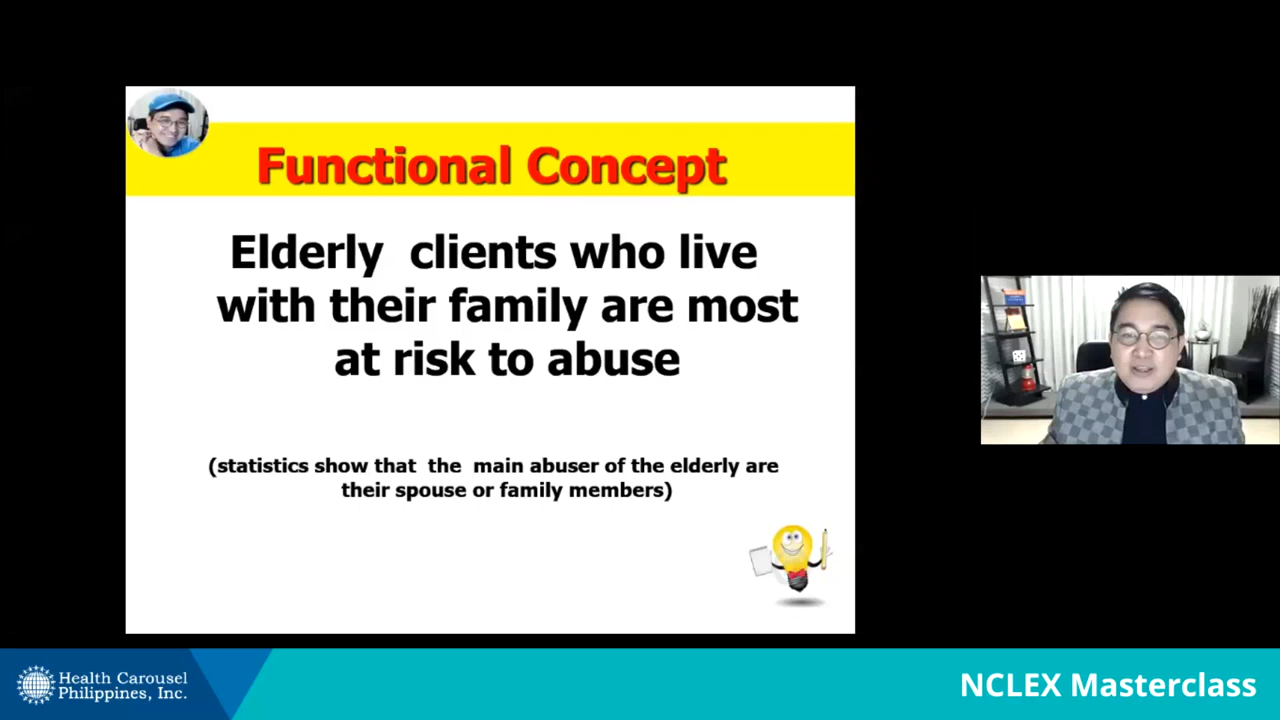 Functional Concept
Elderly clients who live
with their family are most
at risk to abuse
(statistics show that the main abuser of the elderly are
their spouse or family members)
Health Carousel
Philippines, Inc.
NCLEX Masterclass